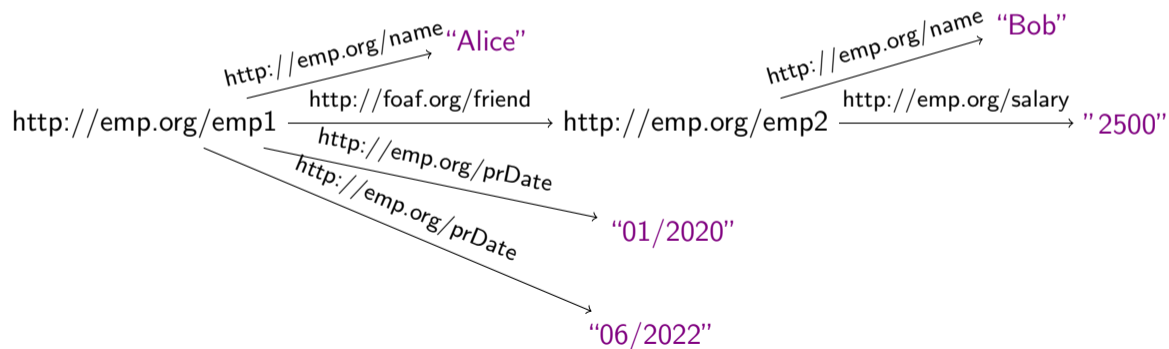 http://emp.org/name “Alice”
http://emp.org/name “Bob”
http://emp.org/emp1 http://foaf.org/friend http://emp.org/emp2 http://emp.org/salary ”2500”
http://emp.org/prDate
“01/2020”
http://emp.org/prDate
“06/2022”